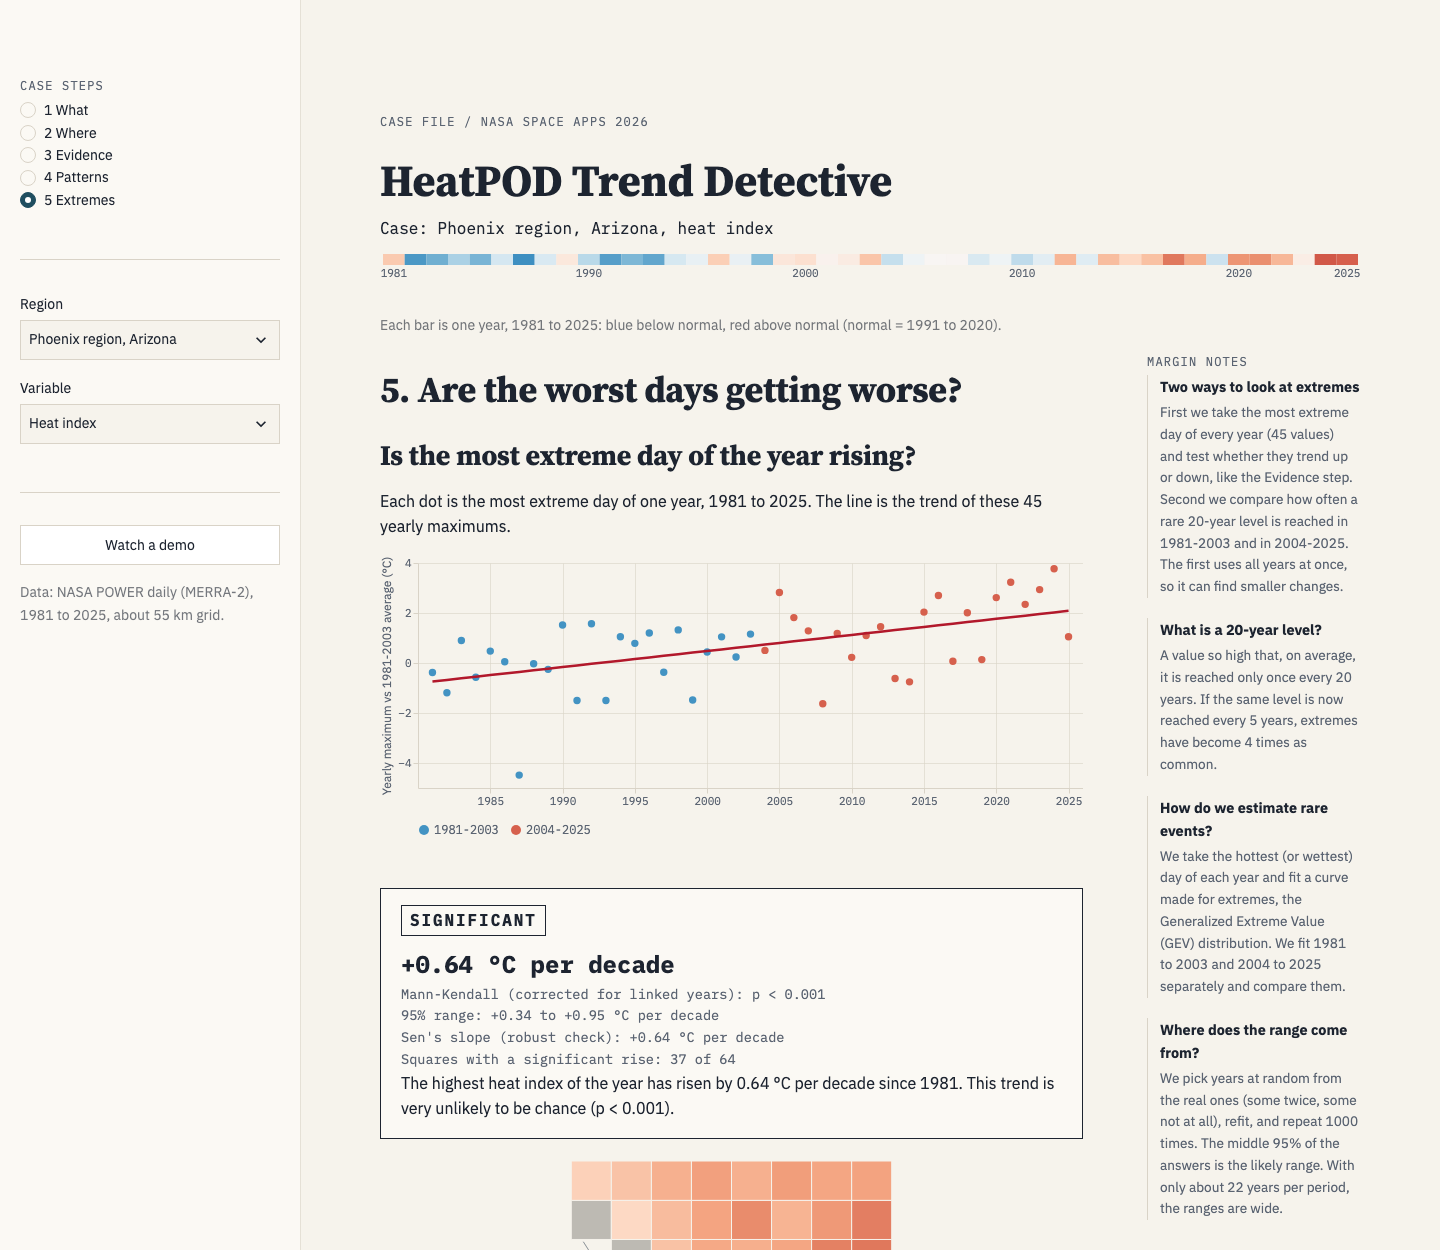 CASE STEPS
1 What
2 Where
3 Evidence
4 Patterns
5 Extremes
Region
Phoenix region, Arizona
Variable
Heat index
Watch a demo
Data: NASA POWER daily (MERRA-2),
1981 to 2025, about 55 km grid.
CASE FILE / NASA SPACE APPS 2026
HeatPOD Trend Detective
Case: Phoenix region, Arizona, heat index
1981 1990 2000 2010 2020 2025
Each bar is one year, 1981 to 2025: blue below normal, red above normal (normal = 1991 to 2020).
5. Are the worst days getting worse?
Is the most extreme day of the year rising?
Each dot is the most extreme day of one year, 1981 to 2025. The line is the trend of these 45
yearly maximums.
Yearly maximum vs 1981-2003 average (°C)
4
2
0
−2
−4
1985 1990 1995 2000 2005 2010 2015 2020 2025
1981-2003 2004-2025
SIGNIFICANT
+0.64 °C per decade
Mann-Kendall (corrected for linked years): p < 0.001
95% range: +0.34 to +0.95 °C per decade
Sen's slope (robust check): +0.64 °C per decade
Squares with a significant rise: 37 of 64
The highest heat index of the year has risen by 0.64 °C per decade since 1981. This trend is
very unlikely to be chance (p < 0.001).
MARGIN NOTES
Two ways to look at extremes
First we take the most extreme
day of every year (45 values)
and test whether they trend up
or down, like the Evidence step.
Second we compare how often a
rare 20-year level is reached in
1981-2003 and in 2004-2025.
The first uses all years at once,
so it can find smaller changes.
What is a 20-year level?
A value so high that, on average,
it is reached only once every 20
years. If the same level is now
reached every 5 years, extremes
have become 4 times as
common.
How do we estimate rare
events?
We take the hottest (or wettest)
day of each year and fit a curve
made for extremes, the
Generalized Extreme Value
(GEV) distribution. We fit 1981
to 2003 and 2004 to 2025
separately and compare them.
Where does the range come
from?
We pick years at random from
the real ones (some twice, some
not at all), refit, and repeat 1000
times. The middle 95% of the
answers is the likely range. With
only about 22 years per period,
the ranges are wide.